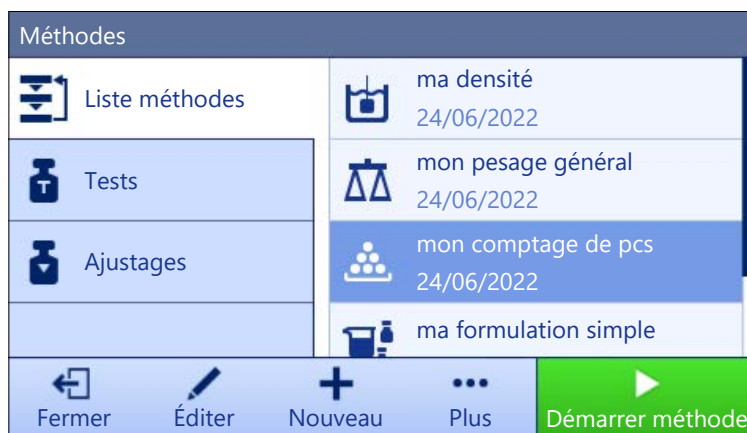 Méthodes
Liste méthodes
Tests
Ajustages
ma densité
24/06/2022
mon pesage général
24/06/2022
mon comptage de pcs
24/06/2022
ma formulation simple
Fermer
Éditer
Nouveau
Plus
Démarrer méthode